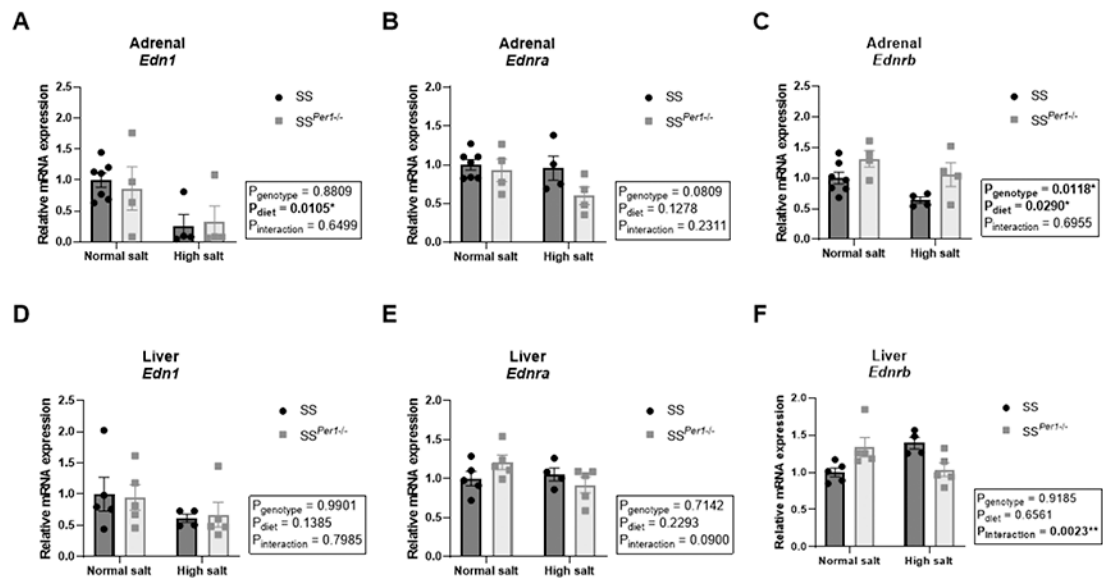 A
Adrenal
Edn1
Relative mRNA expression
2.5
2.0
1.5
1.0
0.5
0.0
Normal salt
High salt
SS
SSPer1-/-
Pgenotype = 0.8809
Pdiet = 0.0105*
Pinteraction = 0.6499
B
Adrenal
Ednra
Relative mRNA expression
2.0
1.5
1.0
0.5
0.0
Normal salt
High salt
SS
SSPer1-/-
Pgenotype = 0.0809
Pdiet = 0.1278
Pinteraction = 0.2311
C
Adrenal
Ednrb
Relative mRNA expression
2.5
2.0
1.5
1.0
0.5
0.0
Normal salt
High salt
SS
SSPer1-/-
Pgenotype = 0.0118*
Pdiet = 0.0290*
Pinteraction = 0.6955
D
Liver
Edn1
Relative mRNA expression
2.5
2.0
1.5
1.0
0.5
0.0
Normal salt
High salt
SS
SSPer1-/-
Pgenotype = 0.9901
Pdiet = 0.1385
Pinteraction = 0.7985
E
Liver
Ednra
Relative mRNA expression
2.0
1.5
1.0
0.5
0.0
Normal salt
High salt
SS
SSPer1-/-
Pgenotype = 0.7142
Pdiet = 0.2293
Pinteraction = 0.0900
F
Liver
Ednrb
Relative mRNA expression
2.0
1.5
1.0
0.5
0.0
Normal salt
High salt
SS
SSPer1-/-
Pgenotype = 0.9185
Pdiet = 0.6561
PInteraction = 0.0023**